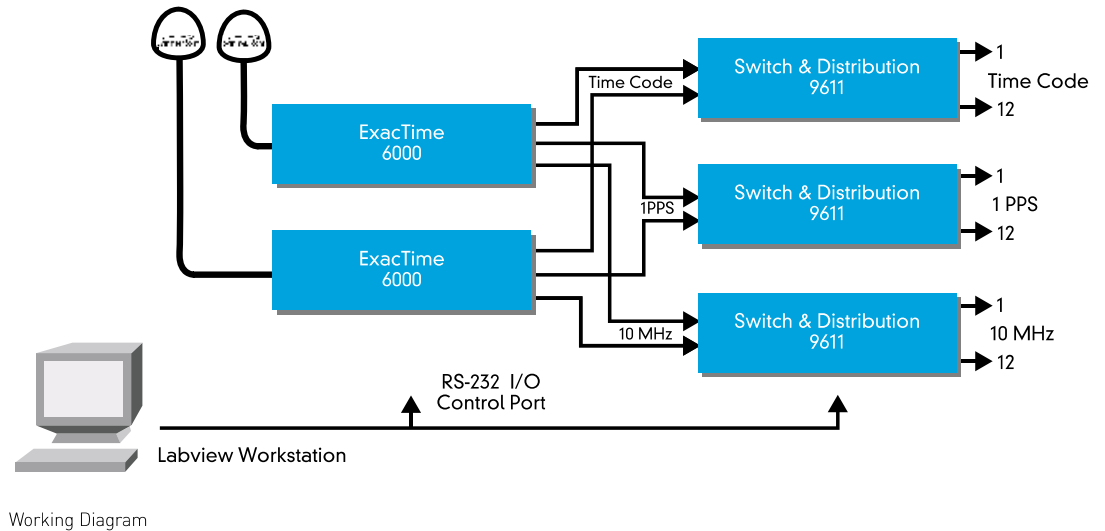 ExacTime
6000
ExacTime
6000
Time Code
1PPS
10 MHz
Switch & Distribution
9611
Switch & Distribution
9611
Switch & Distribution
9611
1
Time Code
12
1
1 PPS
12
1
10 MHz
12
RS-232 I/O
Control Port
Labview Workstation
Working Diagram